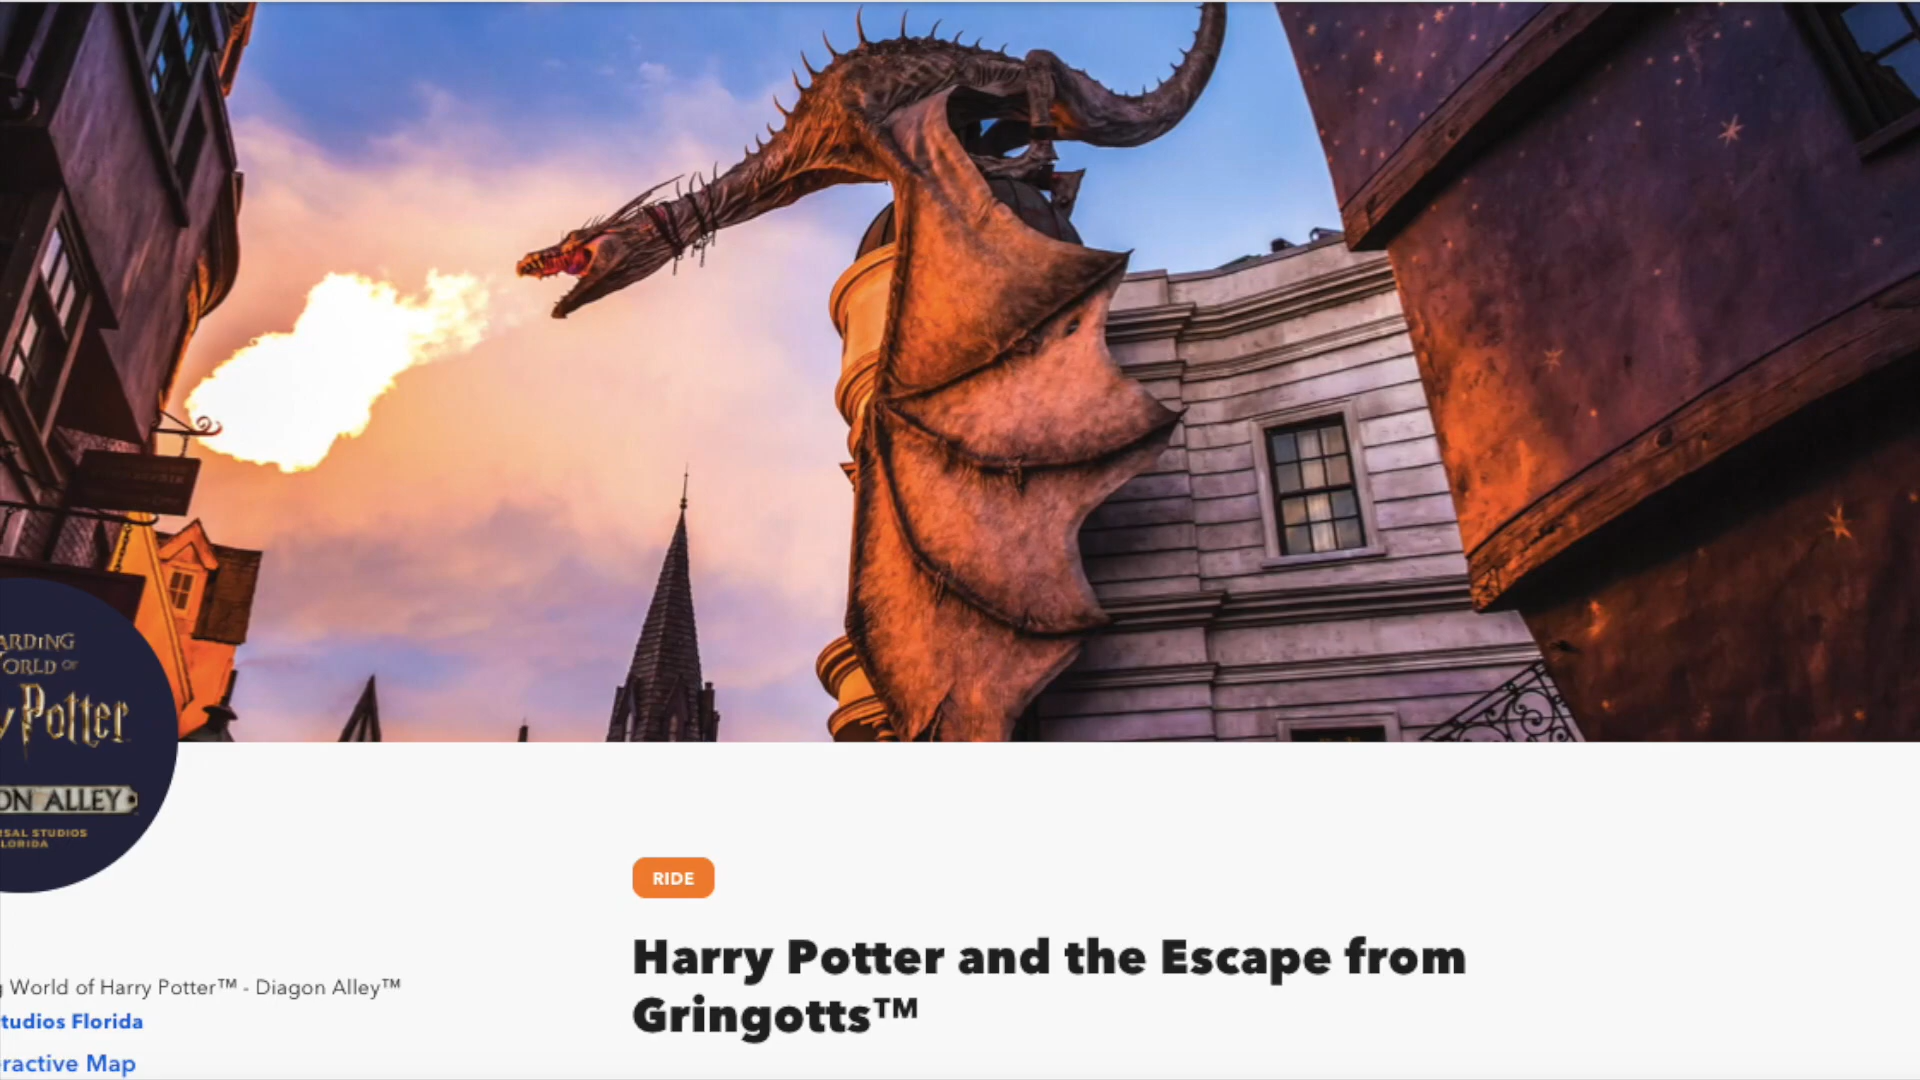 ARDING
ORLD OF
y Potter
ON ALLEY
RSAL STUDIOS
LORIDA
RIDE
Harry Potter and the Escape from
Gringotts™
g World of Harry Potter™ - Diagon Alley™
tudios Florida
eractive Map